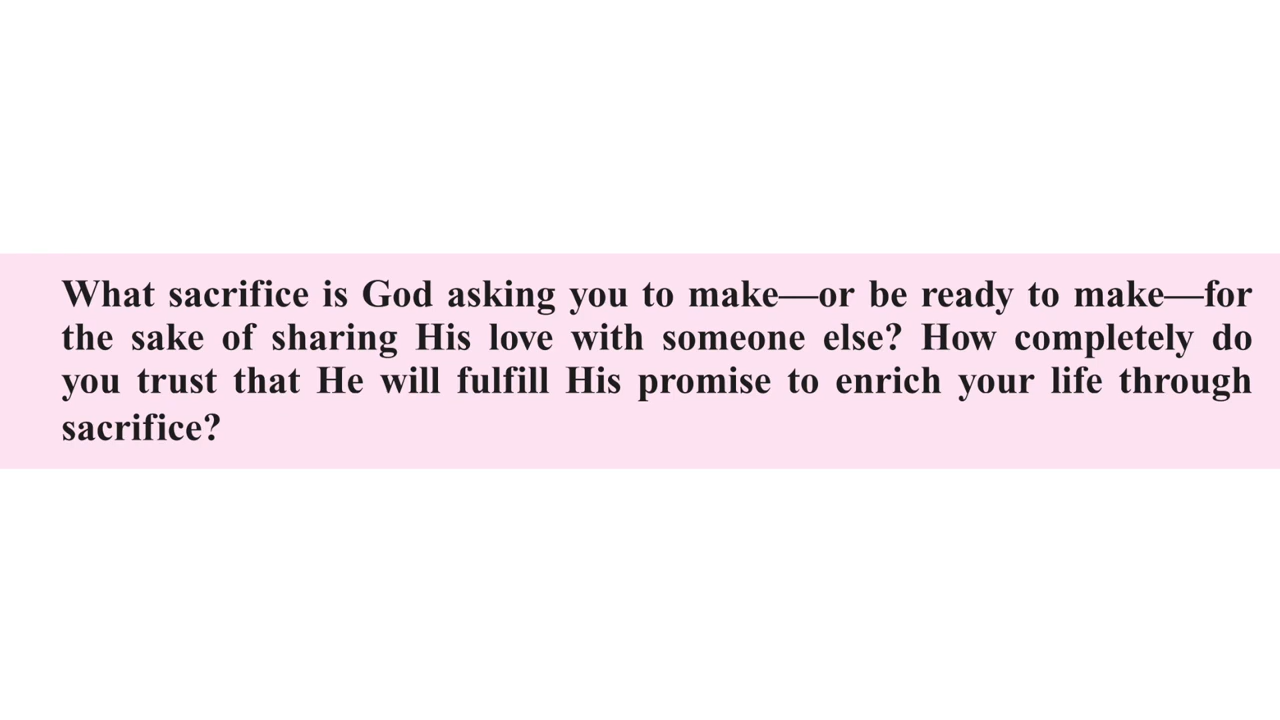 What sacrifice is God asking you to make—or be ready to make—for
the sake of sharing His love with someone else? How completely do
you trust that He will fulfill His promise to enrich your life through
sacrifice?